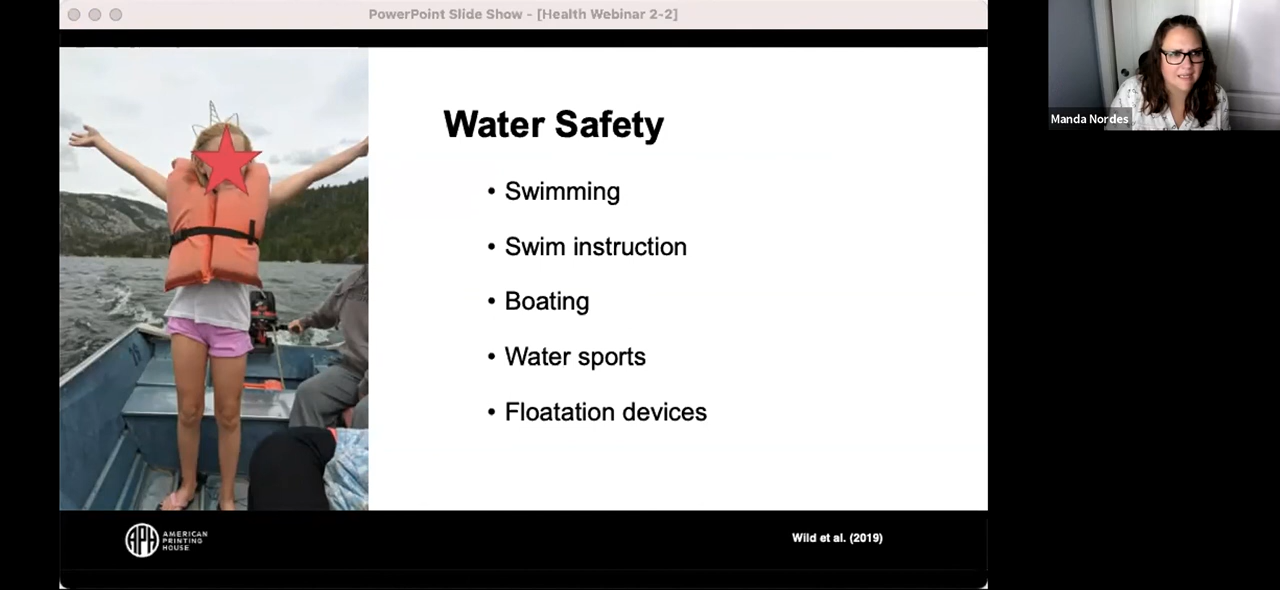 PowerPoint Slide Show - [Health Webinar 2-2]
Water Safety
• Swimming
• Swim instruction
• Boating
• Water sports
• Floatation devices
APH AMERICAN
PRINTING
HOUSE
Wild et al. (2019)
Manda Nordes